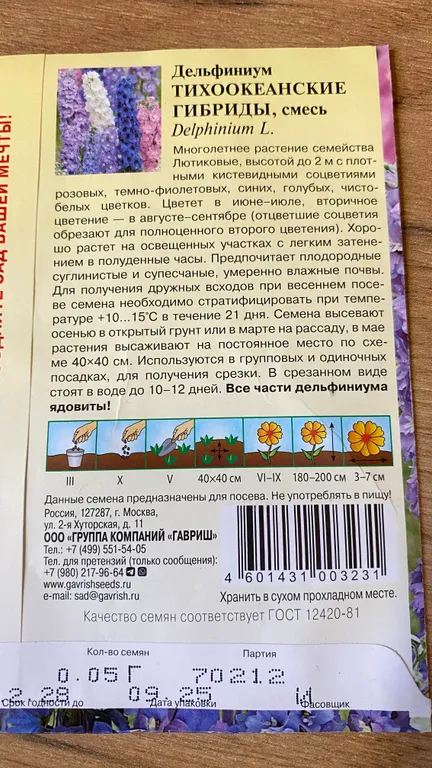 Дельфиниум
ТИХООКЕАНСКИЕ
ГИБРИДЫ, смесь
Delphinium L.
Многолетнее растение семейства
Лютиковые, высотой до 2 м с плот-
ными кистевидными соцветиями
розовых, темно-фиолетовых, синих, голубых, чисто-
белых цветков. Цветет в июне–июле, вторичное
цветение — в августе–сентябре (отцветшие соцветия
обрезают для полноценного второго цветения). Хоро-
шо растет на освещенных участках с легким затене-
нием в полуденные часы. Предпочитает плодородные
суглинистые и супесчаные, умеренно влажные почвы.
Для получения дружных всходов при весеннем посе-
ве семена необходимо стратифицировать при темпе-
ратуре +10...15˚С в течение 21 дня. Семена высевают
осенью в открытый грунт или в марте на рассаду, в мае
растения высаживают на постоянное место по схе-
ме 40×40 см. Используются в групповых и одиночных
посадках, для получения срезки. В срезанном виде
стоят в воде до 10–12 дней. Все части дельфиниума
ядовиты!
III X V 40×40 см VI–IX 180–200 см 3–7 см
Данные семена предназначены для посева. Не употреблять в пищу!
Россия, 127287, г. Москва,
ул. 2-я Хуторская, д. 11
ООО «ГРУППА КОМПАНИЙ «ГАВРИШ»
Тел.: +7 (499) 551-54-05
Тел. для претензий (только сообщения):
+7 (980) 217-96-64
www.gavrishseeds.ru
e-mail: sad@gavrish.ru
4 601431 003231
Хранить в сухом прохладном месте.
Качество семян соответствует ГОСТ 12420-81
Кол-во семян Партия
0.05Г 70212
2.28 09.25 И
Срок годности до Дата упаковки Фасовщик
САД ВАШЕЙ МЕЧТЫ!